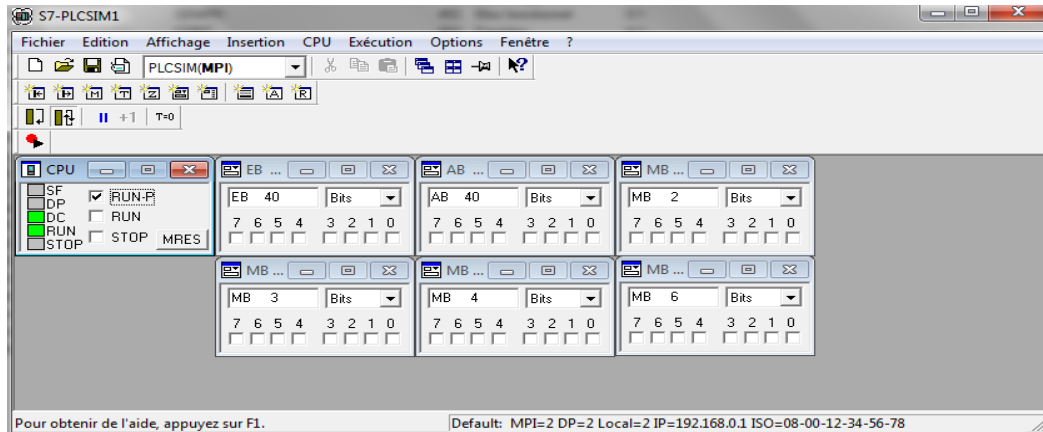 S7-PLCSIM1
Fichier Edition Affichage Insertion CPU Exécution Options Fenêtre ?
PLCSIM(MPI)
+1 T=0
CPU
SF
DP
DC
RUN
STOP
RUN-P
RUN
STOP MRES
EB ...
EB 40 Bits
7 6 5 4 3 2 1 0
AB ...
AB 40 Bits
7 6 5 4 3 2 1 0
MB ...
MB 2 Bits
7 6 5 4 3 2 1 0
MB ...
MB 3 Bits
7 6 5 4 3 2 1 0
MB ...
MB 4 Bits
7 6 5 4 3 2 1 0
MB ...
MB 6 Bits
7 6 5 4 3 2 1 0
Pour obtenir de l'aide, appuyez sur F1. Default: MPI=2 DP=2 Local=2 IP=192.168.0.1 ISO=08-00-12-34-56-78